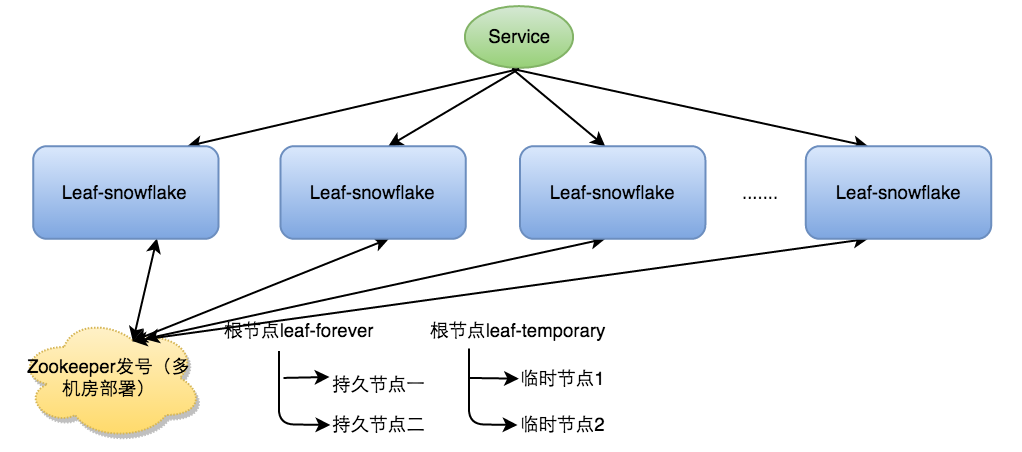 Service
Leaf-snowflake
Leaf-snowflake
Leaf-snowflake
.......
Leaf-snowflake
根节点leaf-forever
根节点leaf-temporary
Zookeeper发号（多
机房部署）
持久节点一
临时节点1
持久节点二
临时节点2